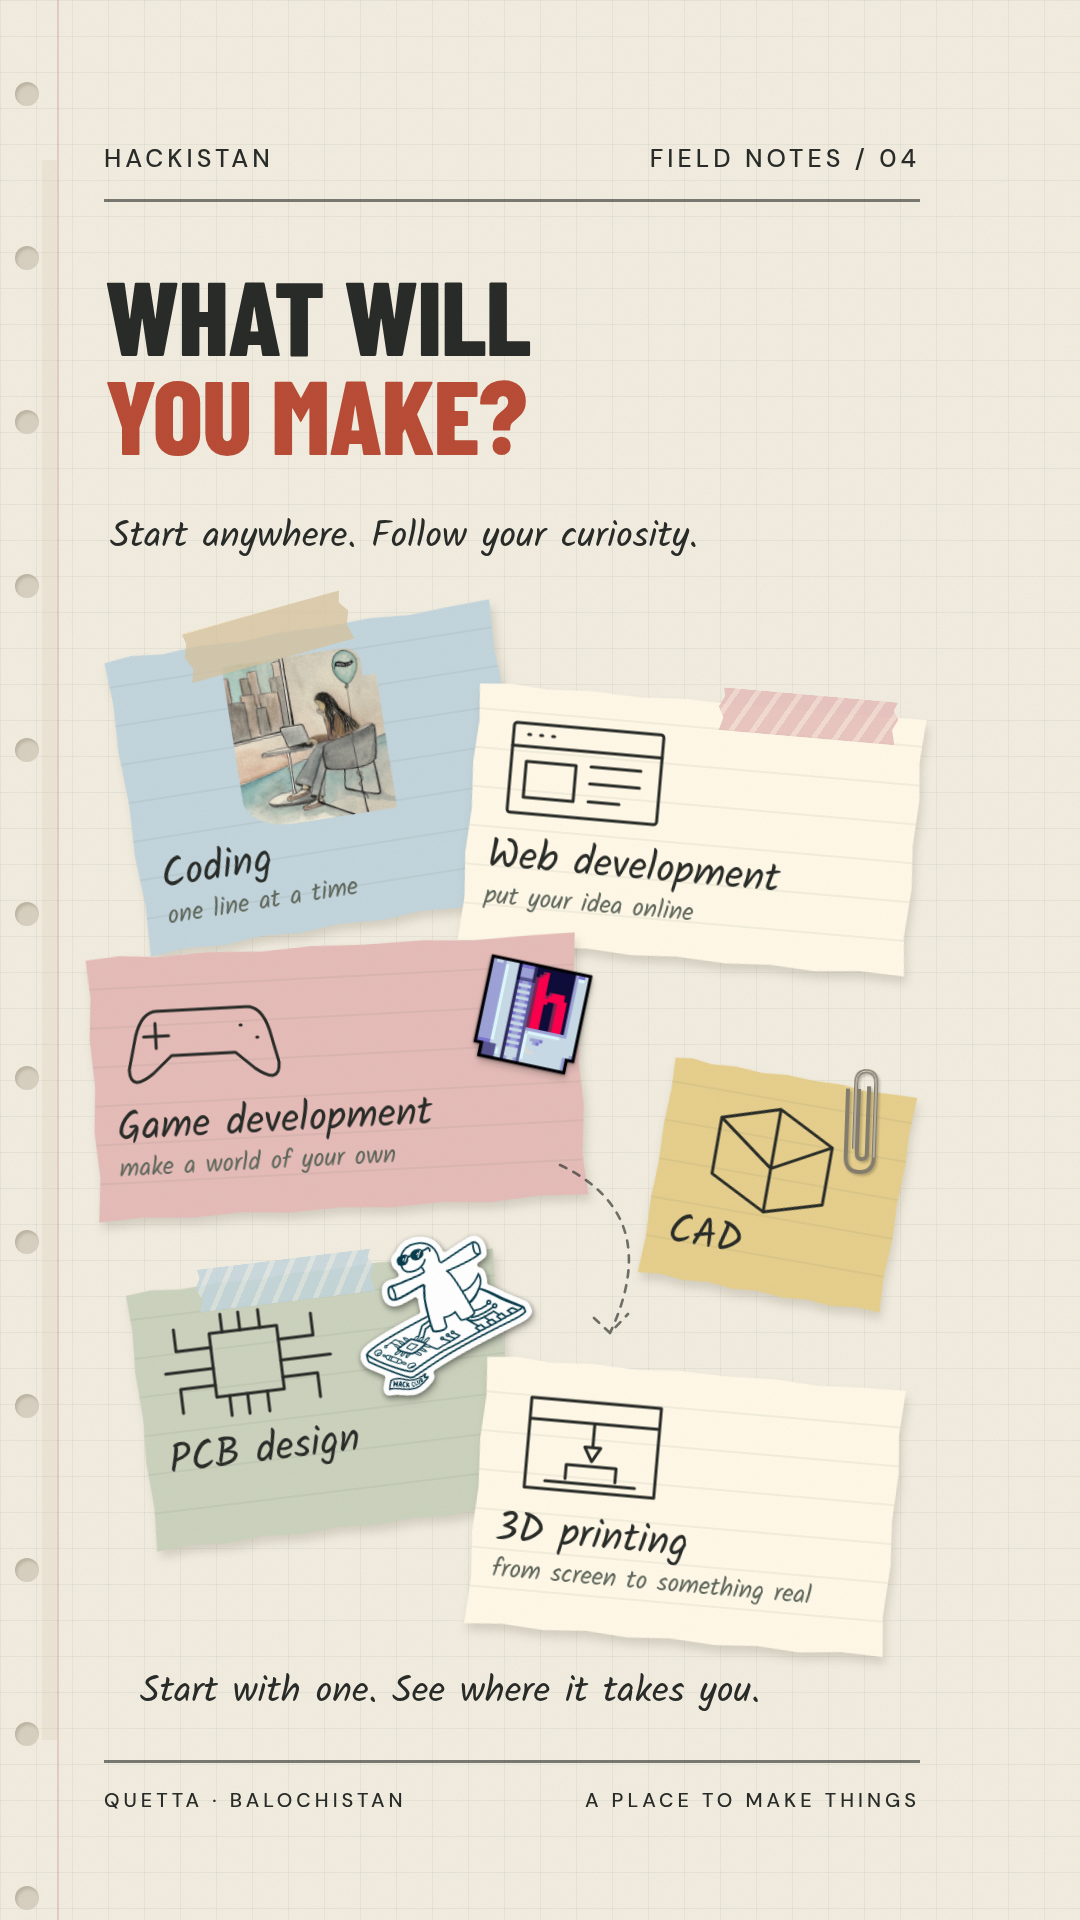 HACKISTAN
FIELD NOTES / 04
WHAT WILL
YOU MAKE?
Start anywhere. Follow your curiosity.
Coding
one line at a time
Web development
put your idea online
h
Game development
make a world of your own
CAD
HACK CLUB
PCB design
3D printing
from screen to something real
Start with one. See where it takes you.
QUETTA · BALOCHISTAN
A PLACE TO MAKE THINGS